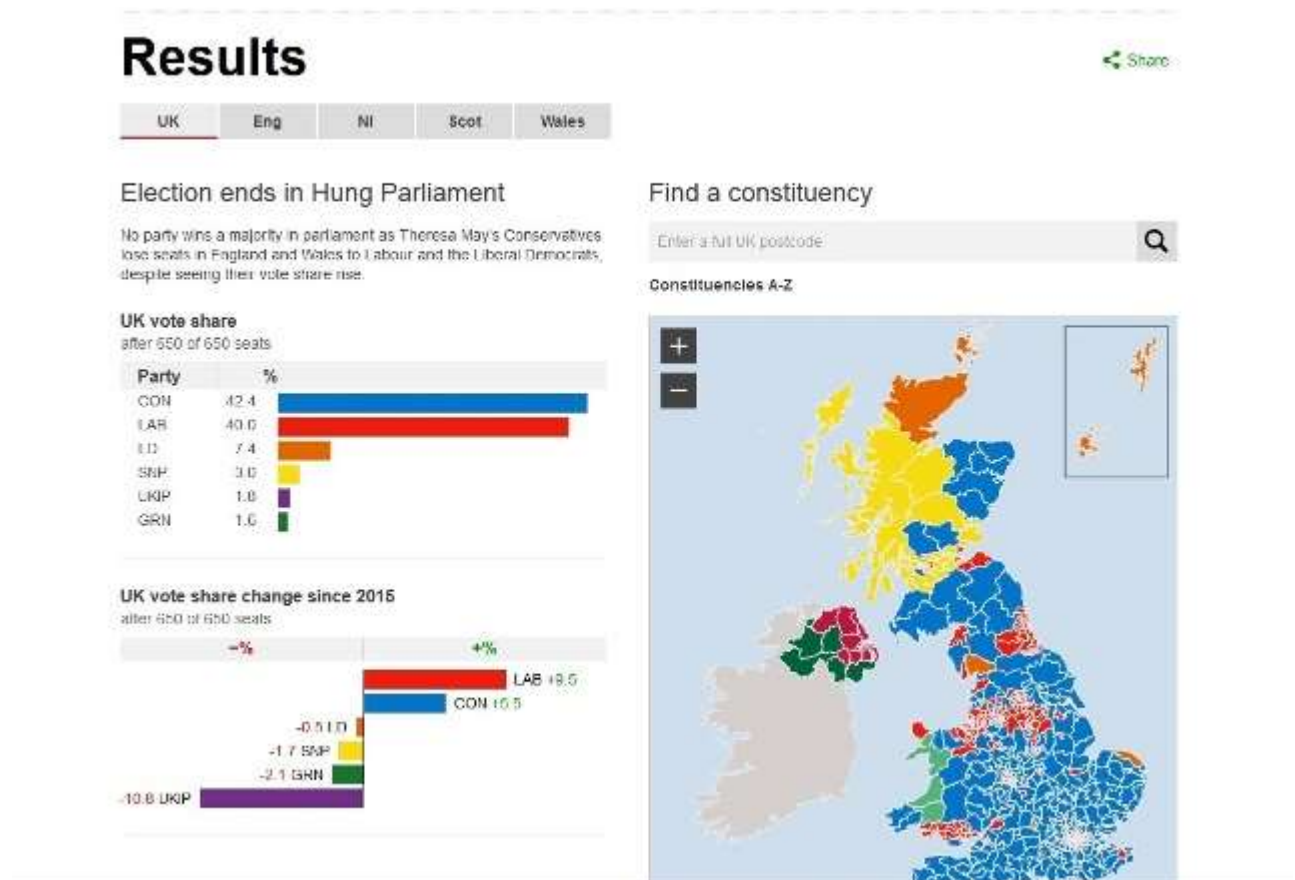 Results
Share
UK Eng NI Scot Wales
Election ends in Hung Parliament
No party wins a majority in parliament as Theresa May's Conservatives
lose seats in England and Wales to Labour and the Liberal Democrats,
despite seeing their vote share rise.
UK vote share
after 650 of 650 seats
Party %
CON 42.4
LAB 40.0
LD 7.4
SNP 3.0
UKIP 1.8
GRN 1.6
UK vote share change since 2015
after 650 of 650 seats
-% +%
LAB +9.5
CON +5.5
-0.5 LD
-1.7 SNP
-2.1 GRN
-10.8 UKIP
Find a constituency
Enter a full UK postcode
Constituencies A-Z
+
−